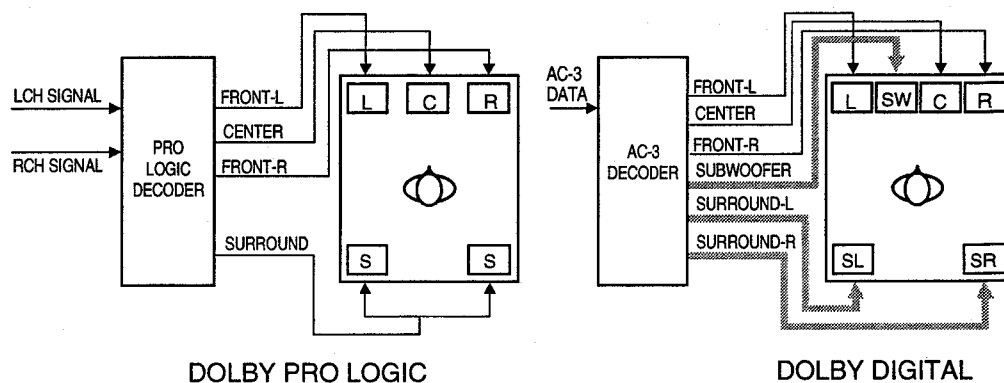 LCH SIGNAL
RCH SIGNAL
PRO
LOGIC
DECODER
FRONT-L
CENTER
FRONT-R
SURROUND
L
C
R
S
S
DOLBY PRO LOGIC
AC-3
DATA
AC-3
DECODER
FRONT-L
CENTER
FRONT-R
SUBWOOFER
SURROUND-L
SURROUND-R
L
SW
C
R
SL
SR
DOLBY DIGITAL